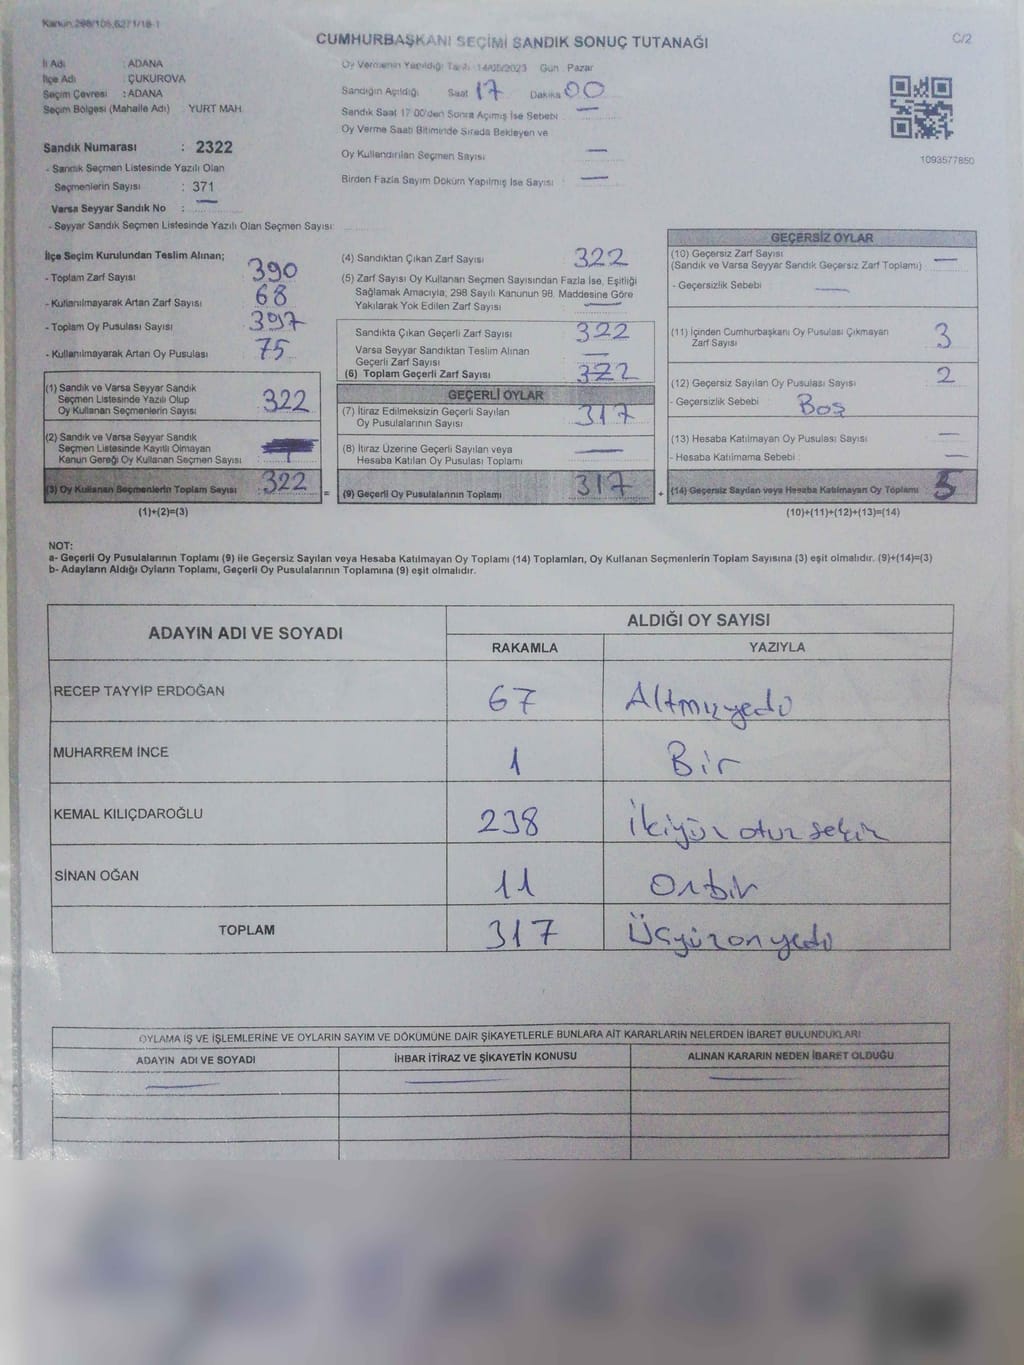 Kanun 298/105,6271/18-1
CUMHURBAŞKANI SEÇİMİ SANDIK SONUÇ TUTANAĞI
C/2
İl Adı : ADANA
İlçe Adı : ÇUKUROVA
Seçim Çevresi : ADANA
Seçim Bölgesi (Mahalle Adı) : YURT MAH.
Sandık Numarası : 2322
- Sandık Seçmen Listesinde Yazılı Olan
Seçmenlerin Sayısı : 371
Varsa Seyyar Sandık No : —
- Seyyar Sandık Seçmen Listesinde Yazılı Olan Seçmen Sayısı
Oy Vermenin Yapıldığı Tarih 14/05/2023 Gün Pazar
Sandığın Açıldığı Saat 17 Dakika 00
Sandık Saat 17 00'den Sonra Açılmış İse Sebebi —
Oy Verme Saati Bitiminde Sırada Bekleyen ve
Oy Kullandırılan Seçmen Sayısı —
Birden Fazla Sayım Döküm Yapılmış İse Sayısı —
1093577850
İlçe Seçim Kurulundan Teslim Alınan;
- Toplam Zarf Sayısı 390
- Kullanılmayarak Artan Zarf Sayısı 68
- Toplam Oy Pusulası Sayısı 397
- Kullanılmayarak Artan Oy Pusulası 75
(1) Sandık ve Varsa Seyyar Sandık
Seçmen Listesinde Yazılı Olup
Oy Kullanan Seçmenlerin Sayısı 322
(2) Sandık ve Varsa Seyyar Sandık
Seçmen Listesinde Kayıtlı Olmayan
Kanun Gereği Oy Kullanan Seçmen Sayısı
(3) Oy Kullanan Seçmenlerin Toplam Sayısı 322
(1)+(2)=(3)
(4) Sandıktan Çıkan Zarf Sayısı 322
(5) Zarf Sayısı Oy Kullanan Seçmen Sayısından Fazla İse, Eşitliği
Sağlamak Amacıyla, 298 Sayılı Kanunun 98. Maddesine Göre
Yakılarak Yok Edilen Zarf Sayısı —
Sandıkta Çıkan Geçerli Zarf Sayısı 322
Varsa Seyyar Sandıktan Teslim Alınan
Geçerli Zarf Sayısı —
(6) Toplam Geçerli Zarf Sayısı 322
GEÇERLİ OYLAR
(7) İtiraz Edilmeksizin Geçerli Sayılan
Oy Pusulalarının Sayısı 317
(8) İtiraz Üzerine Geçerli Sayılan veya
Hesaba Katılan Oy Pusulası Toplamı —
= (9) Geçerli Oy Pusulalarının Toplamı 317
GEÇERSİZ OYLAR
(10) Geçersiz Zarf Sayısı —
(Sandık ve Varsa Seyyar Sandık Geçersiz Zarf Toplamı)
- Geçersizlik Sebebi —
(11) İçinden Cumhurbaşkanı Oy Pusulası Çıkmayan
Zarf Sayısı 3
(12) Geçersiz Sayılan Oy Pusulası Sayısı 2
- Geçersizlik Sebebi Boş
(13) Hesaba Katılmayan Oy Pusulası Sayısı —
- Hesaba Katılmama Sebebi —
+ (14) Geçersiz Sayılan veya Hesaba Katılmayan Oy Toplamı 5
(10)+(11)+(12)+(13)=(14)
NOT:
a- Geçerli Oy Pusulalarının Toplamı (9) ile Geçersiz Sayılan veya Hesaba Katılmayan Oy Toplamı (14) Toplamları, Oy Kullanan Seçmenlerin Toplam Sayısına (3) eşit olmalıdır. (9)+(14)=(3)
b- Adayların Aldığı Oyların Toplamı, Geçerli Oy Pusulalarının Toplamına (9) eşit olmalıdır.
ADAYIN ADI VE SOYADI ALDIĞI OY SAYISI
RAKAMLA YAZIYLA
RECEP TAYYİP ERDOĞAN 67 Altmışyedi
MUHARREM İNCE 1 Bir
KEMAL KILIÇDAROĞLU 238 İkiyüz otuz sekiz
SİNAN OĞAN 11 Onbir
TOPLAM 317 Üçyüzonyedi
OYLAMA İŞ VE İŞLEMLERİNE VE OYLARIN SAYIM VE DÖKÜMÜNE DAİR ŞİKAYETLERLE BUNLARA AİT KARARLARIN NELERDEN İBARET BULUNDUKLARI
ADAYIN ADI VE SOYADI İHBAR İTİRAZ VE ŞİKAYETİN KONUSU ALINAN KARARIN NEDEN İBARET OLDUĞU
— — —